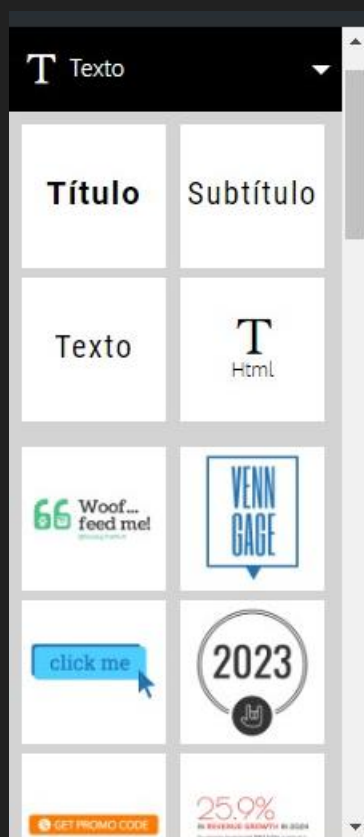 T Texto
Título
Subtítulo
Texto
T
Html
Woof...
feed me!
VENN
GAGE
click me
2023
GET PROMO CODE
25.9%
IN REVENUE GROWTH IN 2024